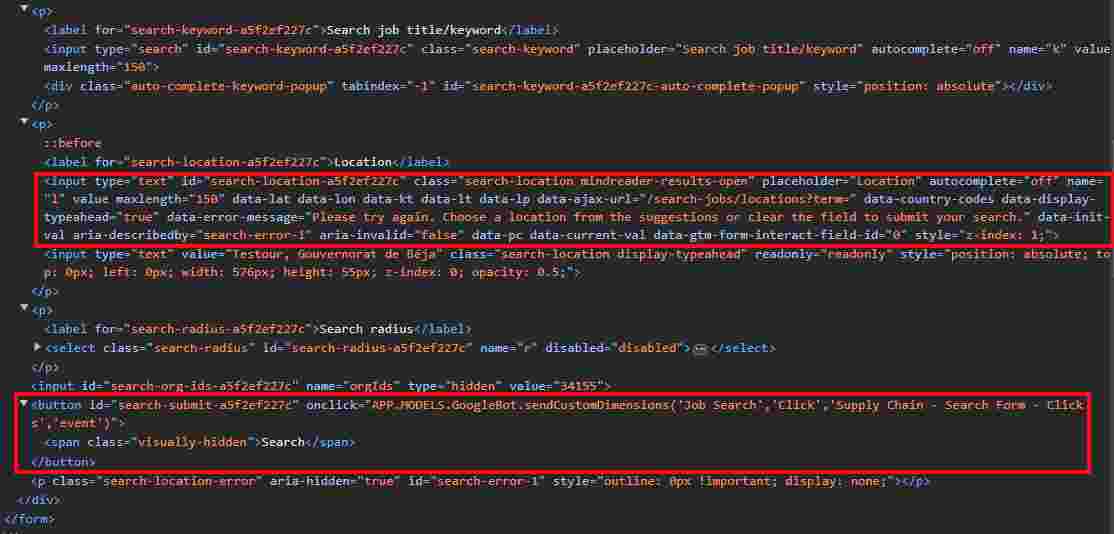 ▼<p>
<label for="search-keyword-a5f2ef227c">Search job title/keyword</label>
<input type="search" id="search-keyword-a5f2ef227c" class="search-keyword" placeholder="Search job title/keyword" autocomplete="off" name="k" value
maxlength="150">
<div class="auto-complete-keyword-popup" tabindex="-1" id="search-keyword-a5f2ef227c-auto-complete-popup" style="position: absolute"></div>
</p>
▼<p>
::before
<label for="search-location-a5f2ef227c">Location</label>
<input type="text" id="search-location-a5f2ef227c" class="search-location mindreader-results-open" placeholder="Location" autocomplete="off" name=
"l" value maxlength="150" data-lat data-lon data-kt data-lt data-lp data-ajax-url="/search-jobs/locations?term=" data-country-codes data-display-
typeahead="true" data-error-message="Please try again. Choose a location from the suggestions or clear the field to submit your search." data-init-
val aria-describedby="search-error-1" aria-invalid="false" data-pc data-current-val data-gtm-form-interact-field-id="0" style="z-index: 1;">
<input type="text" value="Testour, Gouvernorat de Béja" class="search-location display-typeahead" readonly="readonly" style="position: absolute; to
p: 0px; left: 0px; width: 576px; height: 55px; z-index: 0; opacity: 0.5;">
</p>
▼<p>
<label for="search-radius-a5f2ef227c">Search radius</label>
▶<select class="search-radius" id="search-radius-a5f2ef227c" name="r" disabled="disabled">…</select>
</p>
<input id="search-org-ids-a5f2ef227c" name="orgIds" type="hidden" value="34155">
▼<button id="search-submit-a5f2ef227c" onclick="APP.MODELS.GoogleBot.sendCustomDimensions('Job Search','Click','Supply Chain - Search Form - Click
s','event')">
<span class="visually-hidden">Search</span>
</button>
<p class="search-location-error" aria-hidden="true" id="search-error-1" style="outline: 0px !important; display: none;"></p>
</div>
</form>